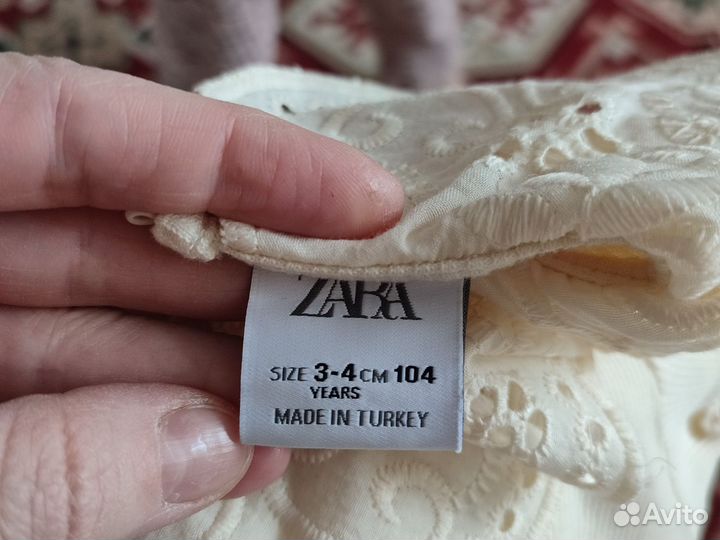 ZARA
SIZE 3-4 CM 104
YEARS
MADE IN TURKEY
Avito